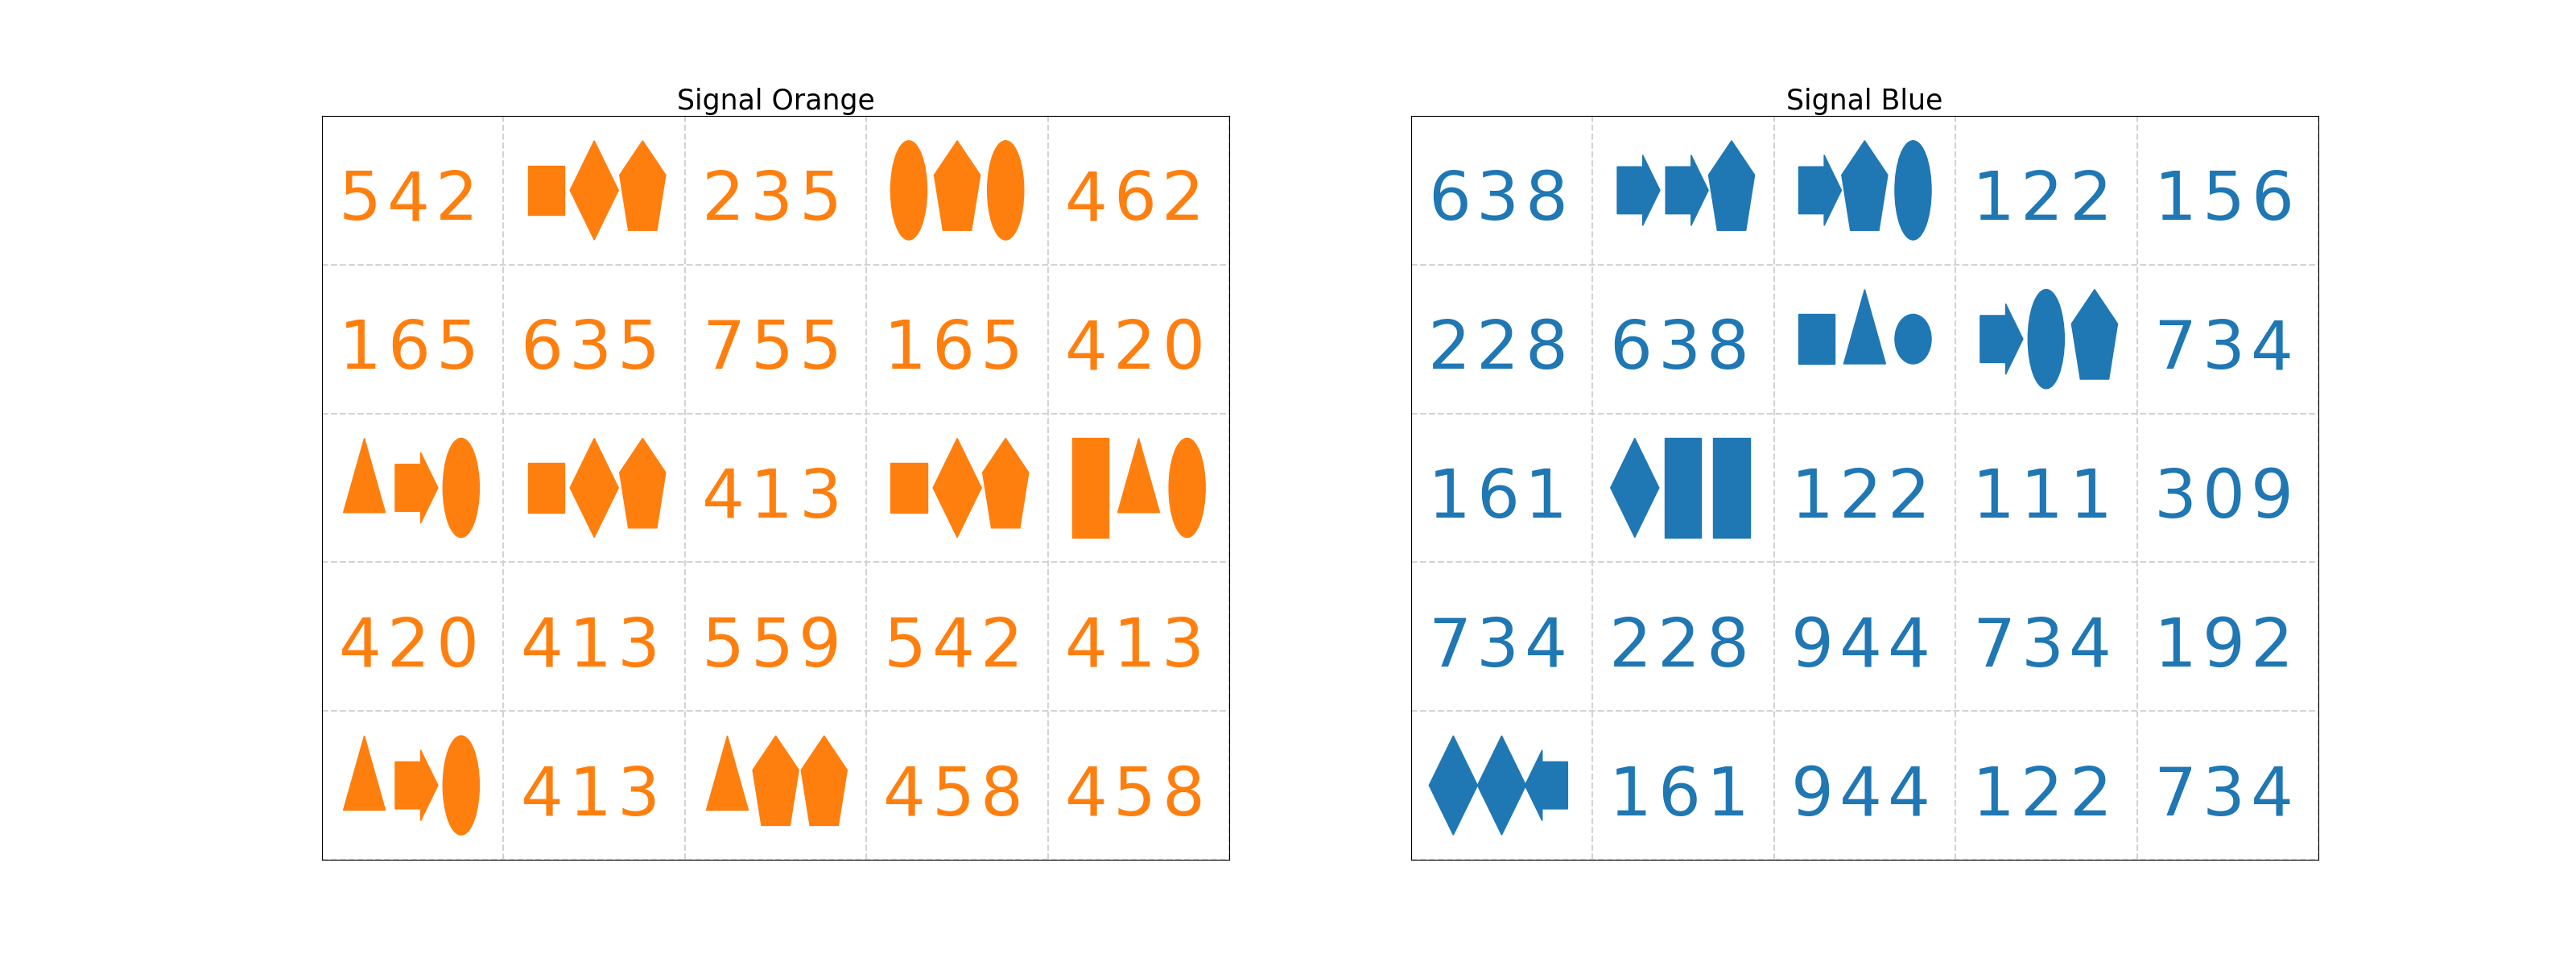 Signal Orange
542 235 462
165 635 755 165 420
413
420 413 559 542 413
413 458 458
Signal Blue
638 122 156
228 638 734
161 122 111 309
734 228 944 734 192
161 944 122 734